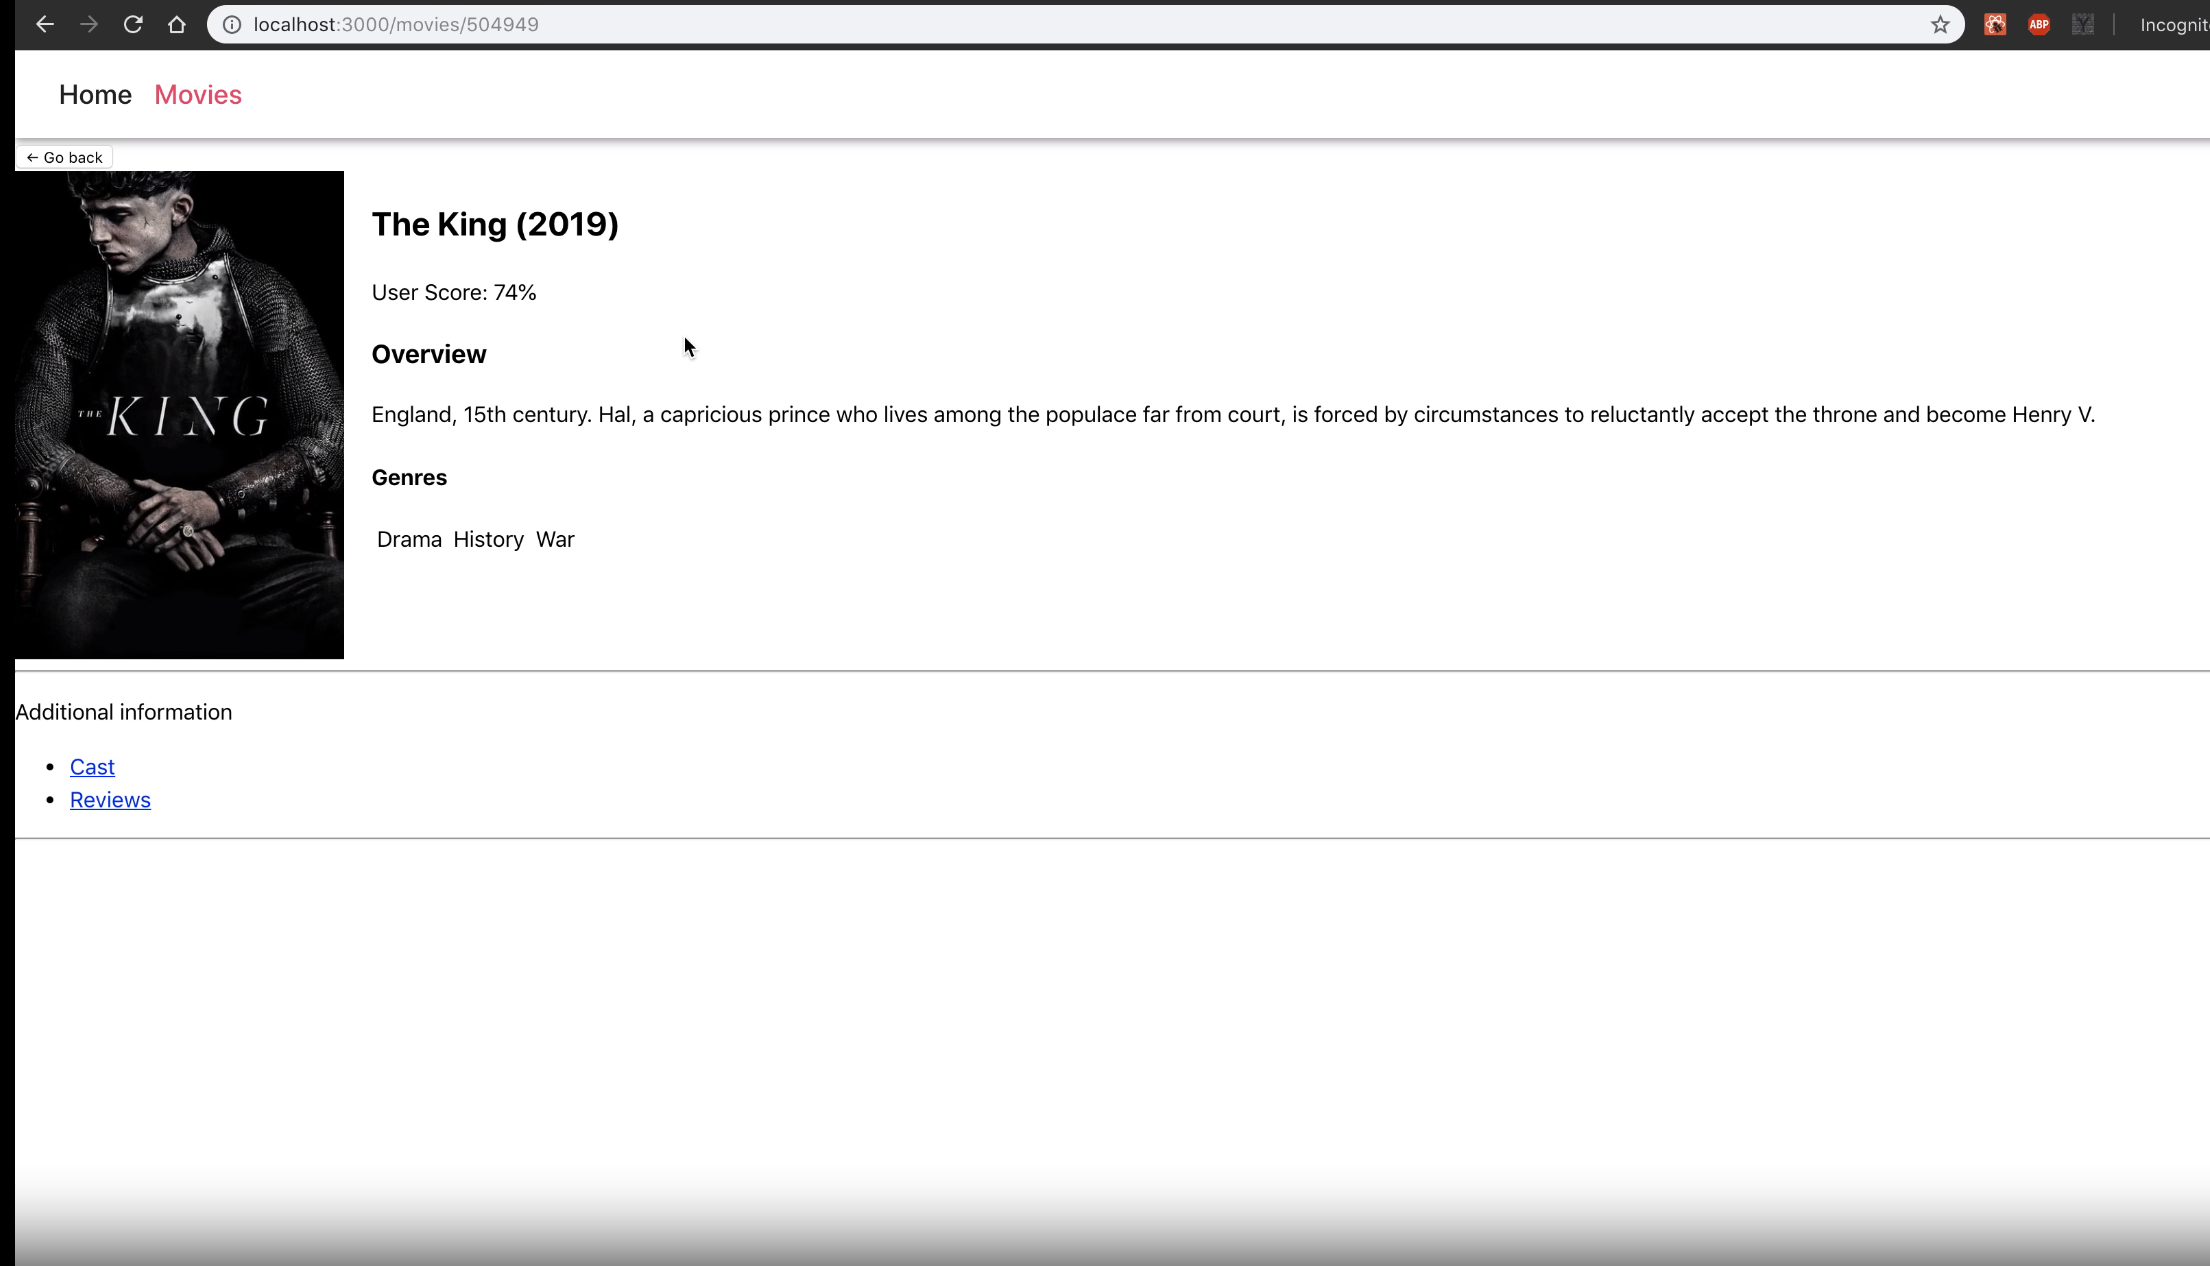 localhost:3000/movies/504949
ABP
Incognit
Home Movies
← Go back
THE KING
The King (2019)
User Score: 74%
Overview
England, 15th century. Hal, a capricious prince who lives among the populace far from court, is forced by circumstances to reluctantly accept the throne and become Henry V.
Genres
Drama History War
Additional information
• Cast
• Reviews